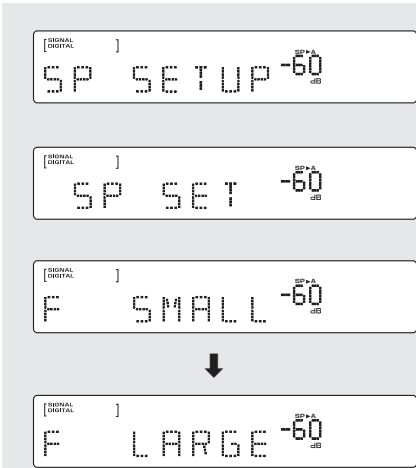 [SIGNAL
DIGITAL ]
SP►A
SP SETUP -60
dB
[SIGNAL
DIGITAL ]
SP►A
SP SET -60
dB
[SIGNAL
DIGITAL ]
SP►A
F SMALL -60
dB
[SIGNAL
DIGITAL ]
SP►A
F LARGE -60
dB